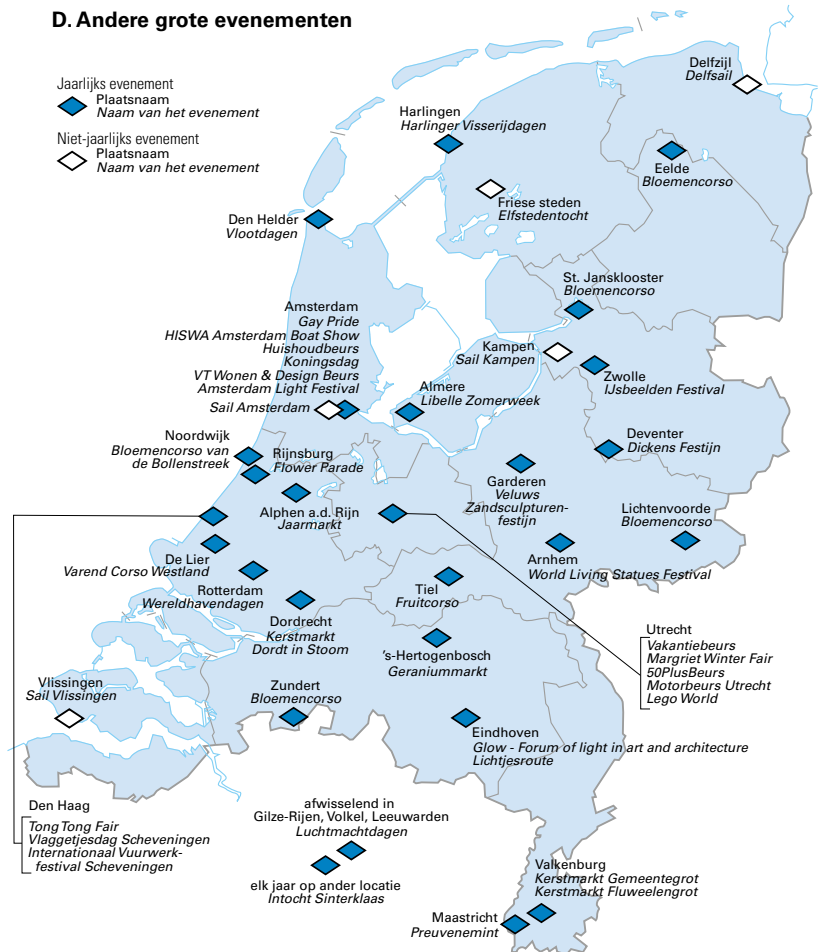 D. Andere grote evenementen
Jaarlijks evenement
Plaatsnaam
Naam van het evenement
Niet-jaarlijks evenement
Plaatsnaam
Naam van het evenement
Delfzijl
Delfsail
Harlingen
Harlinger Visserijdagen
Eelde
Bloemencorso
Friese steden
Elfstedentocht
Den Helder
Vlootdagen
St. Jansklooster
Bloemencorso
Amsterdam
Gay Pride
HISWA Amsterdam Boat Show
Huishoudbeurs
Koningsdag
VT Wonen & Design Beurs
Amsterdam Light Festival
Sail Amsterdam
Kampen
Sail Kampen
Zwolle
IJsbeelden Festival
Almere
Libelle Zomerweek
Noordwijk
Bloemencorso van
de Bollenstreek
Rijnsburg
Flower Parade
Deventer
Dickens Festijn
Garderen
Veluws
Zandsculpturen-
festijn
Alphen a.d. Rijn
Jaarmarkt
Lichtenvoorde
Bloemencorso
De Lier
Varend Corso Westland
Arnhem
World Living Statues Festival
Rotterdam
Wereldhavendagen
Tiel
Fruitcorso
Dordrecht
Kerstmarkt
Dordt in Stoom
's-Hertogenbosch
Geraniummarkt
Utrecht
Vakantiebeurs
Margriet Winter Fair
50PlusBeurs
Motorbeurs Utrecht
Lego World
Vlissingen
Sail Vlissingen
Zundert
Bloemencorso
Eindhoven
Glow - Forum of light in art and architecture
Lichtjesroute
Den Haag
Tong Tong Fair
Vlaggetjesdag Scheveningen
Internationaal Vuurwerk-
festival Scheveningen
afwisselend in
Gilze-Rijen, Volkel, Leeuwarden
Luchtmachtdagen
elk jaar op ander locatie
Intocht Sinterklaas
Valkenburg
Kerstmarkt Gemeentegrot
Kerstmarkt Fluweelengrot
Maastricht
Preuvenemint